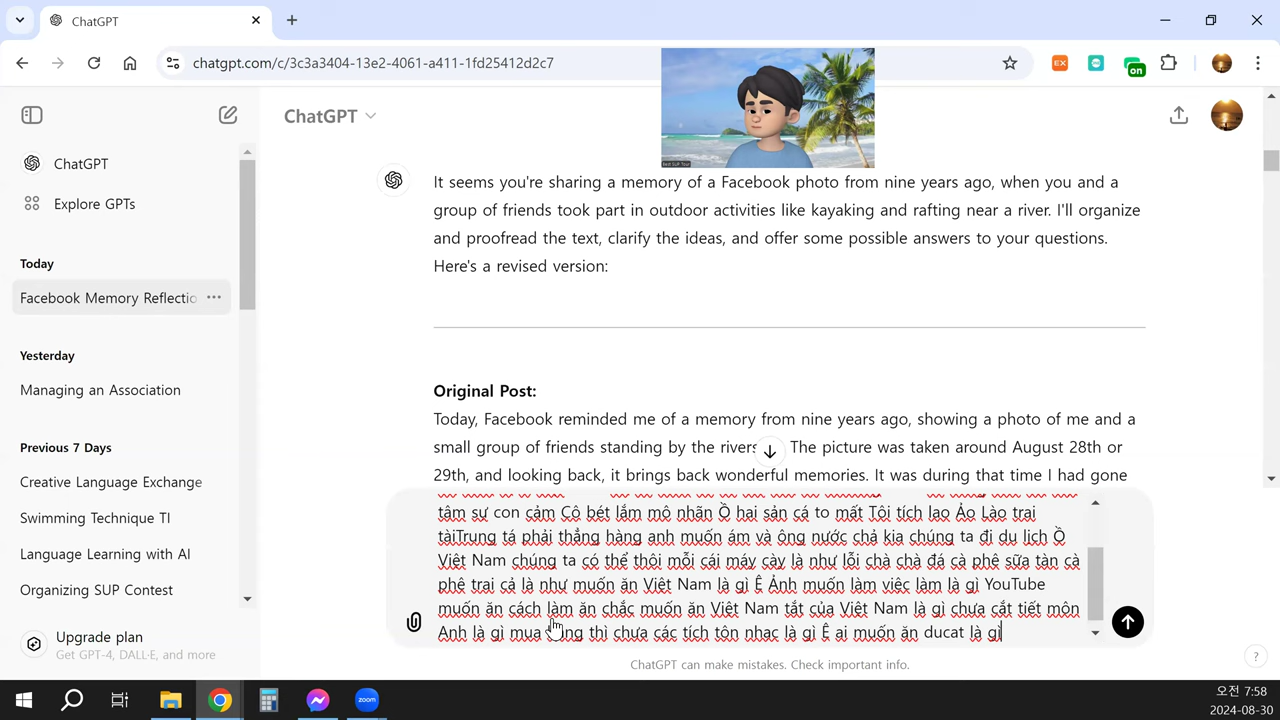 ChatGPT
chatgpt.com/c/3c3a3404-13e2-4061-a411-1fd25412d2c7
EX
on
Best SUP Tour
ChatGPT
ChatGPT
Explore GPTs
Today
Facebook Memory Reflectio
Yesterday
Managing an Association
Previous 7 Days
Creative Language Exchange
Swimming Technique TI
Language Learning with AI
Organizing SUP Consent
Upgrade plan
Get GPT-4, DALL·E, and more
It seems you're sharing a memory of a Facebook photo from nine years ago, when you and a
group of friends took part in outdoor activities like kayaking and rafting near a river. I'll organize
and proofread the text, clarify the ideas, and offer some possible answers to your questions.
Here's a revised version:
Original Post:
Today, Facebook reminded me of a memory from nine years ago, showing a photo of me and a
small group of friends standing by the rivers The picture was taken around August 28th or
29th, and looking back, it brings back wonderful memories. It was during that time I had gone
tâm sự con cảm Cô bét lắm mô nhãn Ồ hai sản cá to mất Tôi tích lao Ảo Lào trại
tàiTrung tá phải thẳng hàng anh muốn ám và ông nước chả kia chúng ta đi du lịch Ồ
Việt Nam chúng ta có thể thôi mỗi cái máy cày là như lỗi chà chà đá cà phê sữa tàn cà
phê trai cả là như muốn ăn Việt Nam là gì Ê Ảnh muốn làm việc làm là gì YouTube
muốn ăn cách làm ăn chắc muốn ăn Việt Nam tắt của Việt Nam là gì chưa cắt tiết môn
Anh là gì mua thì chưa các tích tôn nhạc là gì Ê ai muốn ăn ducat là gì
ChatGPT can make mistakes. Check important info.
?
zoom
오전 7:58
2024-08-30